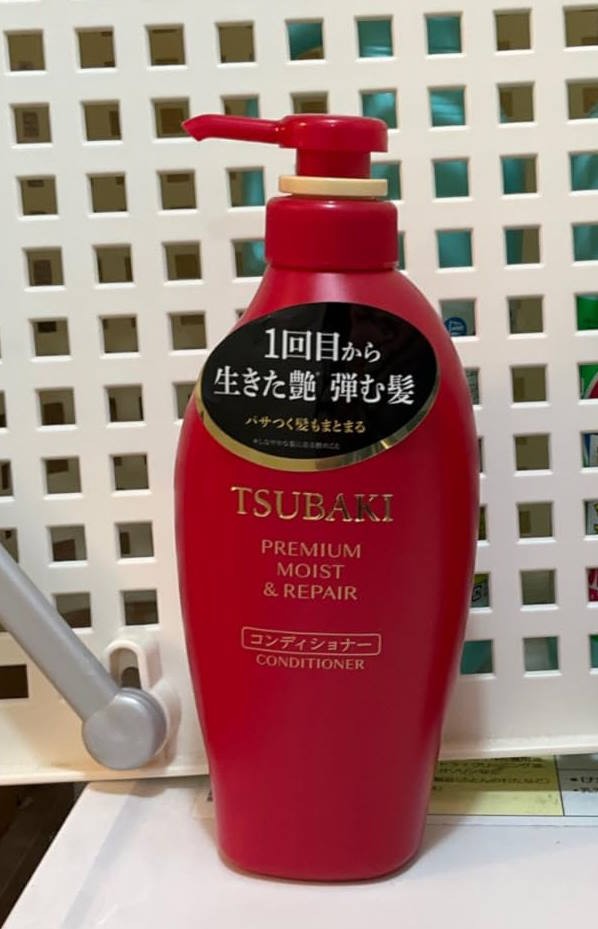 1回目から
生きた艶 弾む髪
パサつく髪もまとまる
TSUBAKI
PREMIUM
MOIST
& REPAIR
コンディショナー
CONDITIONER